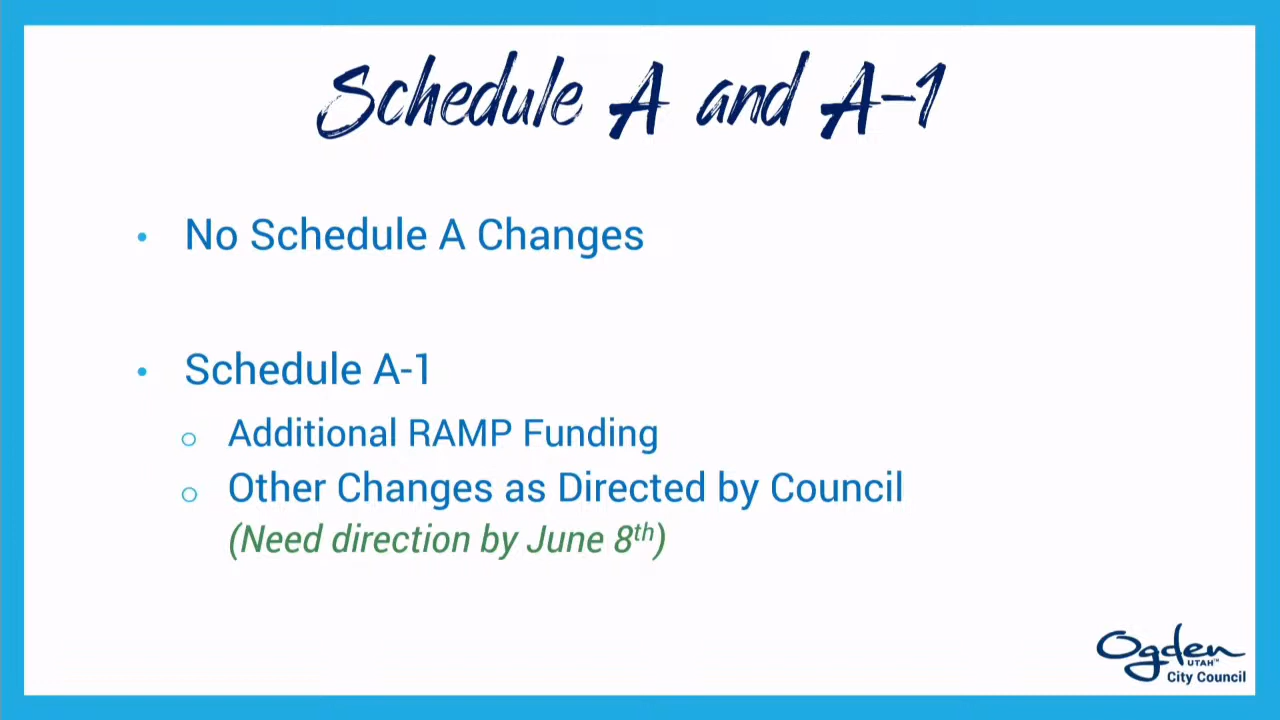 Schedule A and A-1
• No Schedule A Changes
• Schedule A-1
o Additional RAMP Funding
o Other Changes as Directed by Council
(Need direction by June 8th)
Ogden
UTAH™
City Council